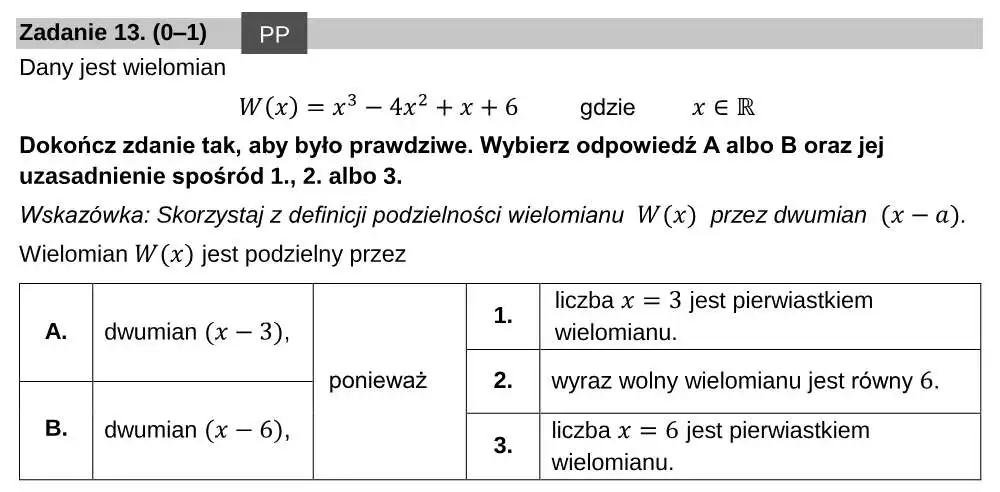 Zadanie 13. (0–1) PP
Dany jest wielomian
W(x) = x³ − 4x² + x + 6 gdzie x ∈ ℝ
Dokończ zdanie tak, aby było prawdziwe. Wybierz odpowiedź A albo B oraz jej
uzasadnienie spośród 1., 2. albo 3.
Wskazówka: Skorzystaj z definicji podzielności wielomianu W(x) przez dwumian (x − a).
Wielomian W(x) jest podzielny przez
A. dwumian (x − 3),
B. dwumian (x − 6),
ponieważ
1. liczba x = 3 jest pierwiastkiem
wielomianu.
2. wyraz wolny wielomianu jest równy 6.
3. liczba x = 6 jest pierwiastkiem
wielomianu.